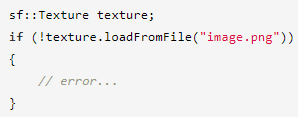 sf::Texture texture;
if (!texture.loadFromFile("image.png"))
{
    // error...
}